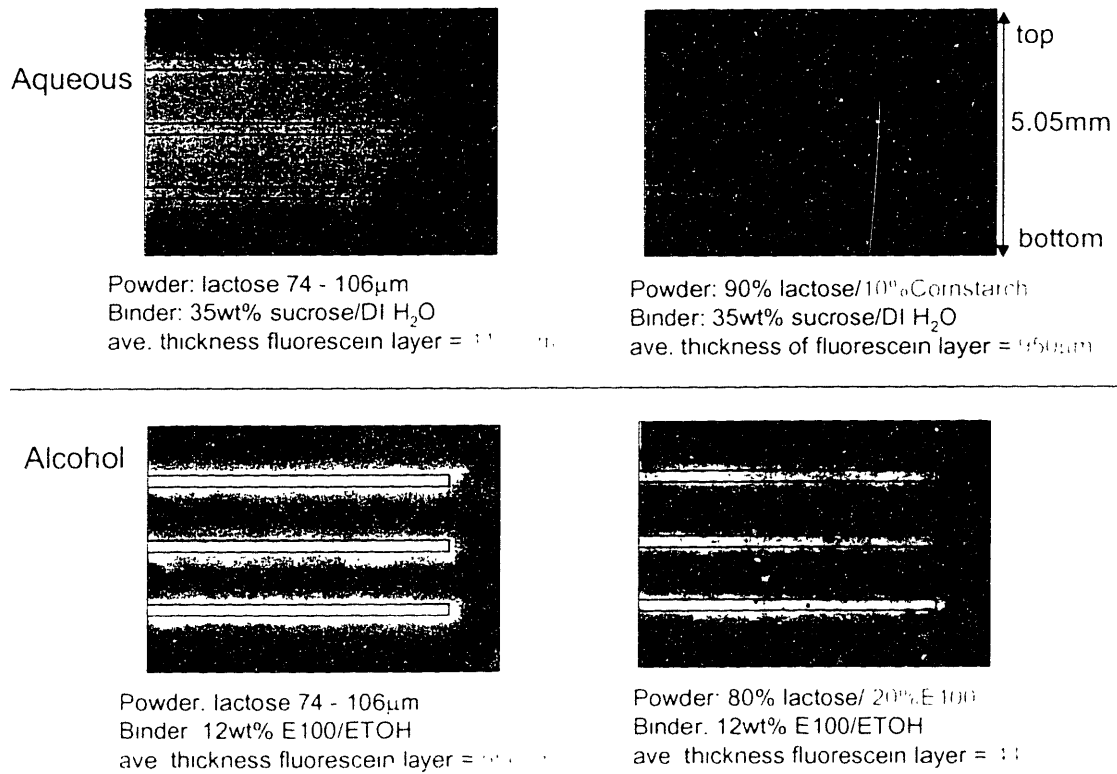 Aqueous
top
5.05mm
bottom
Powder: lactose 74 - 106µm
Binder: 35wt% sucrose/DI H₂O
ave. thickness fluorescein layer =
Powder: 90% lactose/10%Cornstarch
Binder: 35wt% sucrose/DI H₂O
ave. thickness of fluorescein layer = 950µm
Alcohol
Powder. lactose 74 - 106µm
Binder 12wt% E100/ETOH
ave thickness fluorescein layer =
Powder: 80% lactose/ 20%E100
Binder. 12wt% E100/ETOH
ave thickness fluorescein layer =